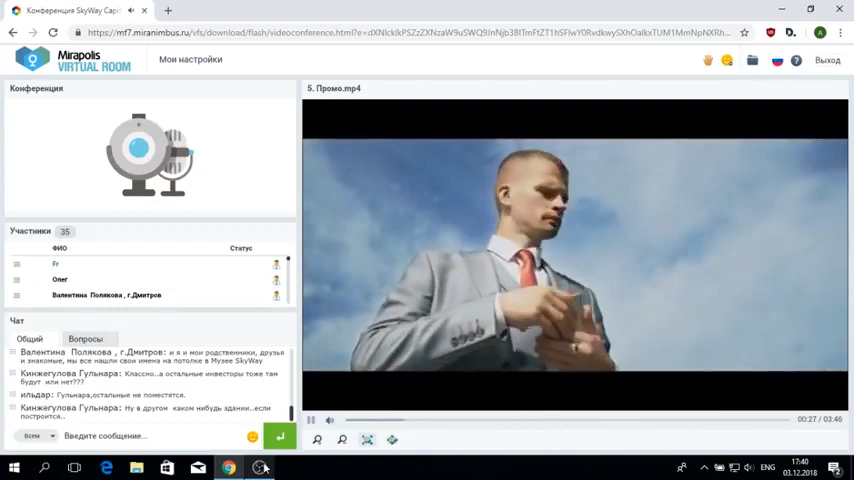 Конференция SkyWay Capi
https://mf7.miranimbus.ru/vfs/download/flash/videoconference.html?e=
Mirapolis
VIRTUAL ROOM
Мои настройки
Выход
Конференция
5. Промо.mp4
Участники 35
ФИО Статус
Fr
Олег
Валентина Полякова , г.Дмитров
Чат
Общий Вопросы
Валентина Полякова , г.Дмитров: и я и мои родственники, друзья
и знакомые, мы все нашли свои имена на потолке в Музее SkyWay
Кинжегулова Гульнара: Классно..а остальные инвесторы тоже там
будут или нет???
ильдар: Гульнара,остальные не поместятся.
Кинжегулова Гульнара: Ну в другом каком нибудь здании..если
построится..
Всем Введите сообщение...
00:27 / 03:46
ENG
17:40
03.12.2018
2